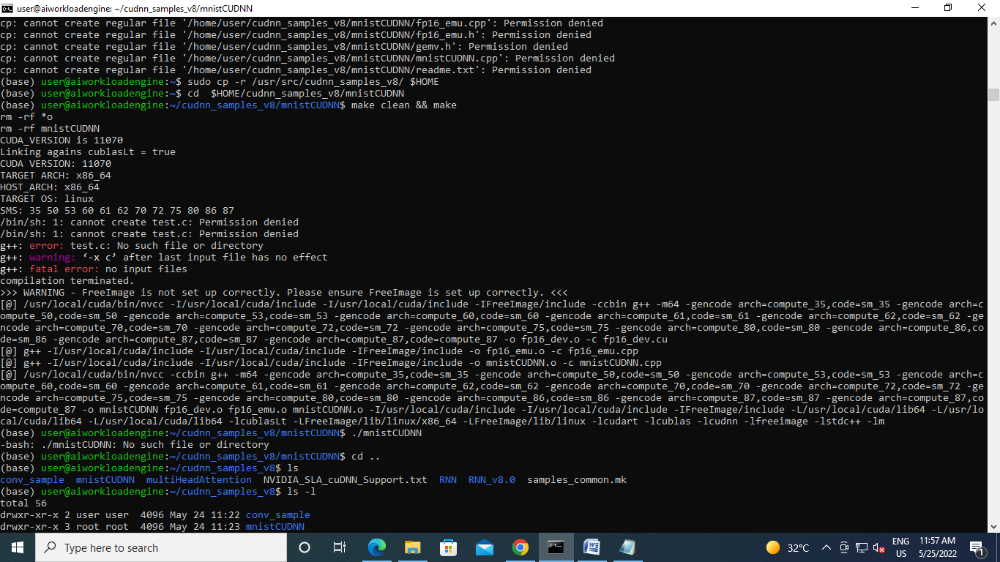 user@aiworkloadengine: ~/cudnn_samples_v8/mnistCUDNN
cp: cannot create regular file '/home/user/cudnn_samples_v8/mnistCUDNN/fp16_emu.cpp': Permission denied
cp: cannot create regular file '/home/user/cudnn_samples_v8/mnistCUDNN/fp16_emu.h': Permission denied
cp: cannot create regular file '/home/user/cudnn_samples_v8/mnistCUDNN/gemv.h': Permission denied
cp: cannot create regular file '/home/user/cudnn_samples_v8/mnistCUDNN/mnistCUDNN.cpp': Permission denied
cp: cannot create regular file '/home/user/cudnn_samples_v8/mnistCUDNN/readme.txt': Permission denied
(base) user@aiworkloadengine:~$ sudo cp -r /usr/src/cudnn_samples_v8/ $HOME
(base) user@aiworkloadengine:~$ cd  $HOME/cudnn_samples_v8/mnistCUDNN
(base) user@aiworkloadengine:~/cudnn_samples_v8/mnistCUDNN$ make clean && make
rm -rf *o
rm -rf mnistCUDNN
CUDA_VERSION is 11070
Linking agains cublasLt = true
CUDA VERSION: 11070
TARGET ARCH: x86_64
HOST_ARCH: x86_64
TARGET OS: linux
SMS: 35 50 53 60 61 62 70 72 75 80 86 87
/bin/sh: 1: cannot create test.c: Permission denied
/bin/sh: 1: cannot create test.c: Permission denied
g++: error: test.c: No such file or directory
g++: warning: ‘-x c’ after last input file has no effect
g++: fatal error: no input files
compilation terminated.
>>> WARNING - FreeImage is not set up correctly. Please ensure FreeImage is set up correctly. <<<
[@] /usr/local/cuda/bin/nvcc -I/usr/local/cuda/include -I/usr/local/cuda/include -IFreeImage/include -ccbin g++ -m64 -gencode arch=compute_35,code=sm_35 -gencode arch=c
ompute_50,code=sm_50 -gencode arch=compute_53,code=sm_53 -gencode arch=compute_60,code=sm_60 -gencode arch=compute_61,code=sm_61 -gencode arch=compute_62,code=sm_62 -ge
ncode arch=compute_70,code=sm_70 -gencode arch=compute_72,code=sm_72 -gencode arch=compute_75,code=sm_75 -gencode arch=compute_80,code=sm_80 -gencode arch=compute_86,co
de=sm_86 -gencode arch=compute_87,code=sm_87 -gencode arch=compute_87,code=compute_87 -o fp16_dev.o -c fp16_dev.cu
[@] g++ -I/usr/local/cuda/include -I/usr/local/cuda/include -IFreeImage/include -o fp16_emu.o -c fp16_emu.cpp
[@] g++ -I/usr/local/cuda/include -I/usr/local/cuda/include -IFreeImage/include -o mnistCUDNN.o -c mnistCUDNN.cpp
[@] /usr/local/cuda/bin/nvcc -ccbin g++ -m64 -gencode arch=compute_35,code=sm_35 -gencode arch=compute_50,code=sm_50 -gencode arch=compute_53,code=sm_53 -gencode arch=c
ompute_60,code=sm_60 -gencode arch=compute_61,code=sm_61 -gencode arch=compute_62,code=sm_62 -gencode arch=compute_70,code=sm_70 -gencode arch=compute_72,code=sm_72 -ge
ncode arch=compute_75,code=sm_75 -gencode arch=compute_80,code=sm_80 -gencode arch=compute_86,code=sm_86 -gencode arch=compute_87,code=sm_87 -gencode arch=compute_87,co
de=compute_87 -o mnistCUDNN fp16_dev.o fp16_emu.o mnistCUDNN.o -I/usr/local/cuda/include -I/usr/local/cuda/include -IFreeImage/include -L/usr/local/cuda/lib64 -L/usr/lo
cal/cuda/lib64 -L/usr/local/cuda/lib64 -lcublasLt -LFreeImage/lib/linux/x86_64 -LFreeImage/lib/linux -lcudart -lcublas -lcudnn -lfreeimage -lstdc++ -lm
(base) user@aiworkloadengine:~/cudnn_samples_v8/mnistCUDNN$ ./mnistCUDNN
-bash: ./mnistCUDNN: No such file or directory
(base) user@aiworkloadengine:~/cudnn_samples_v8/mnistCUDNN$ cd ..
(base) user@aiworkloadengine:~/cudnn_samples_v8$ ls
conv_sample  mnistCUDNN  multiHeadAttention  NVIDIA_SLA_cuDNN_Support.txt  RNN  RNN_v8.0  samples_common.mk
(base) user@aiworkloadengine:~/cudnn_samples_v8$ ls -l
total 56
drwxr-xr-x 2 user user  4096 May 24 11:22 conv_sample
drwxr-xr-x 3 root root  4096 May 24 11:23 mnistCUDNN
Type here to search
32°C
ENG
US
11:57 AM
5/25/2022
1